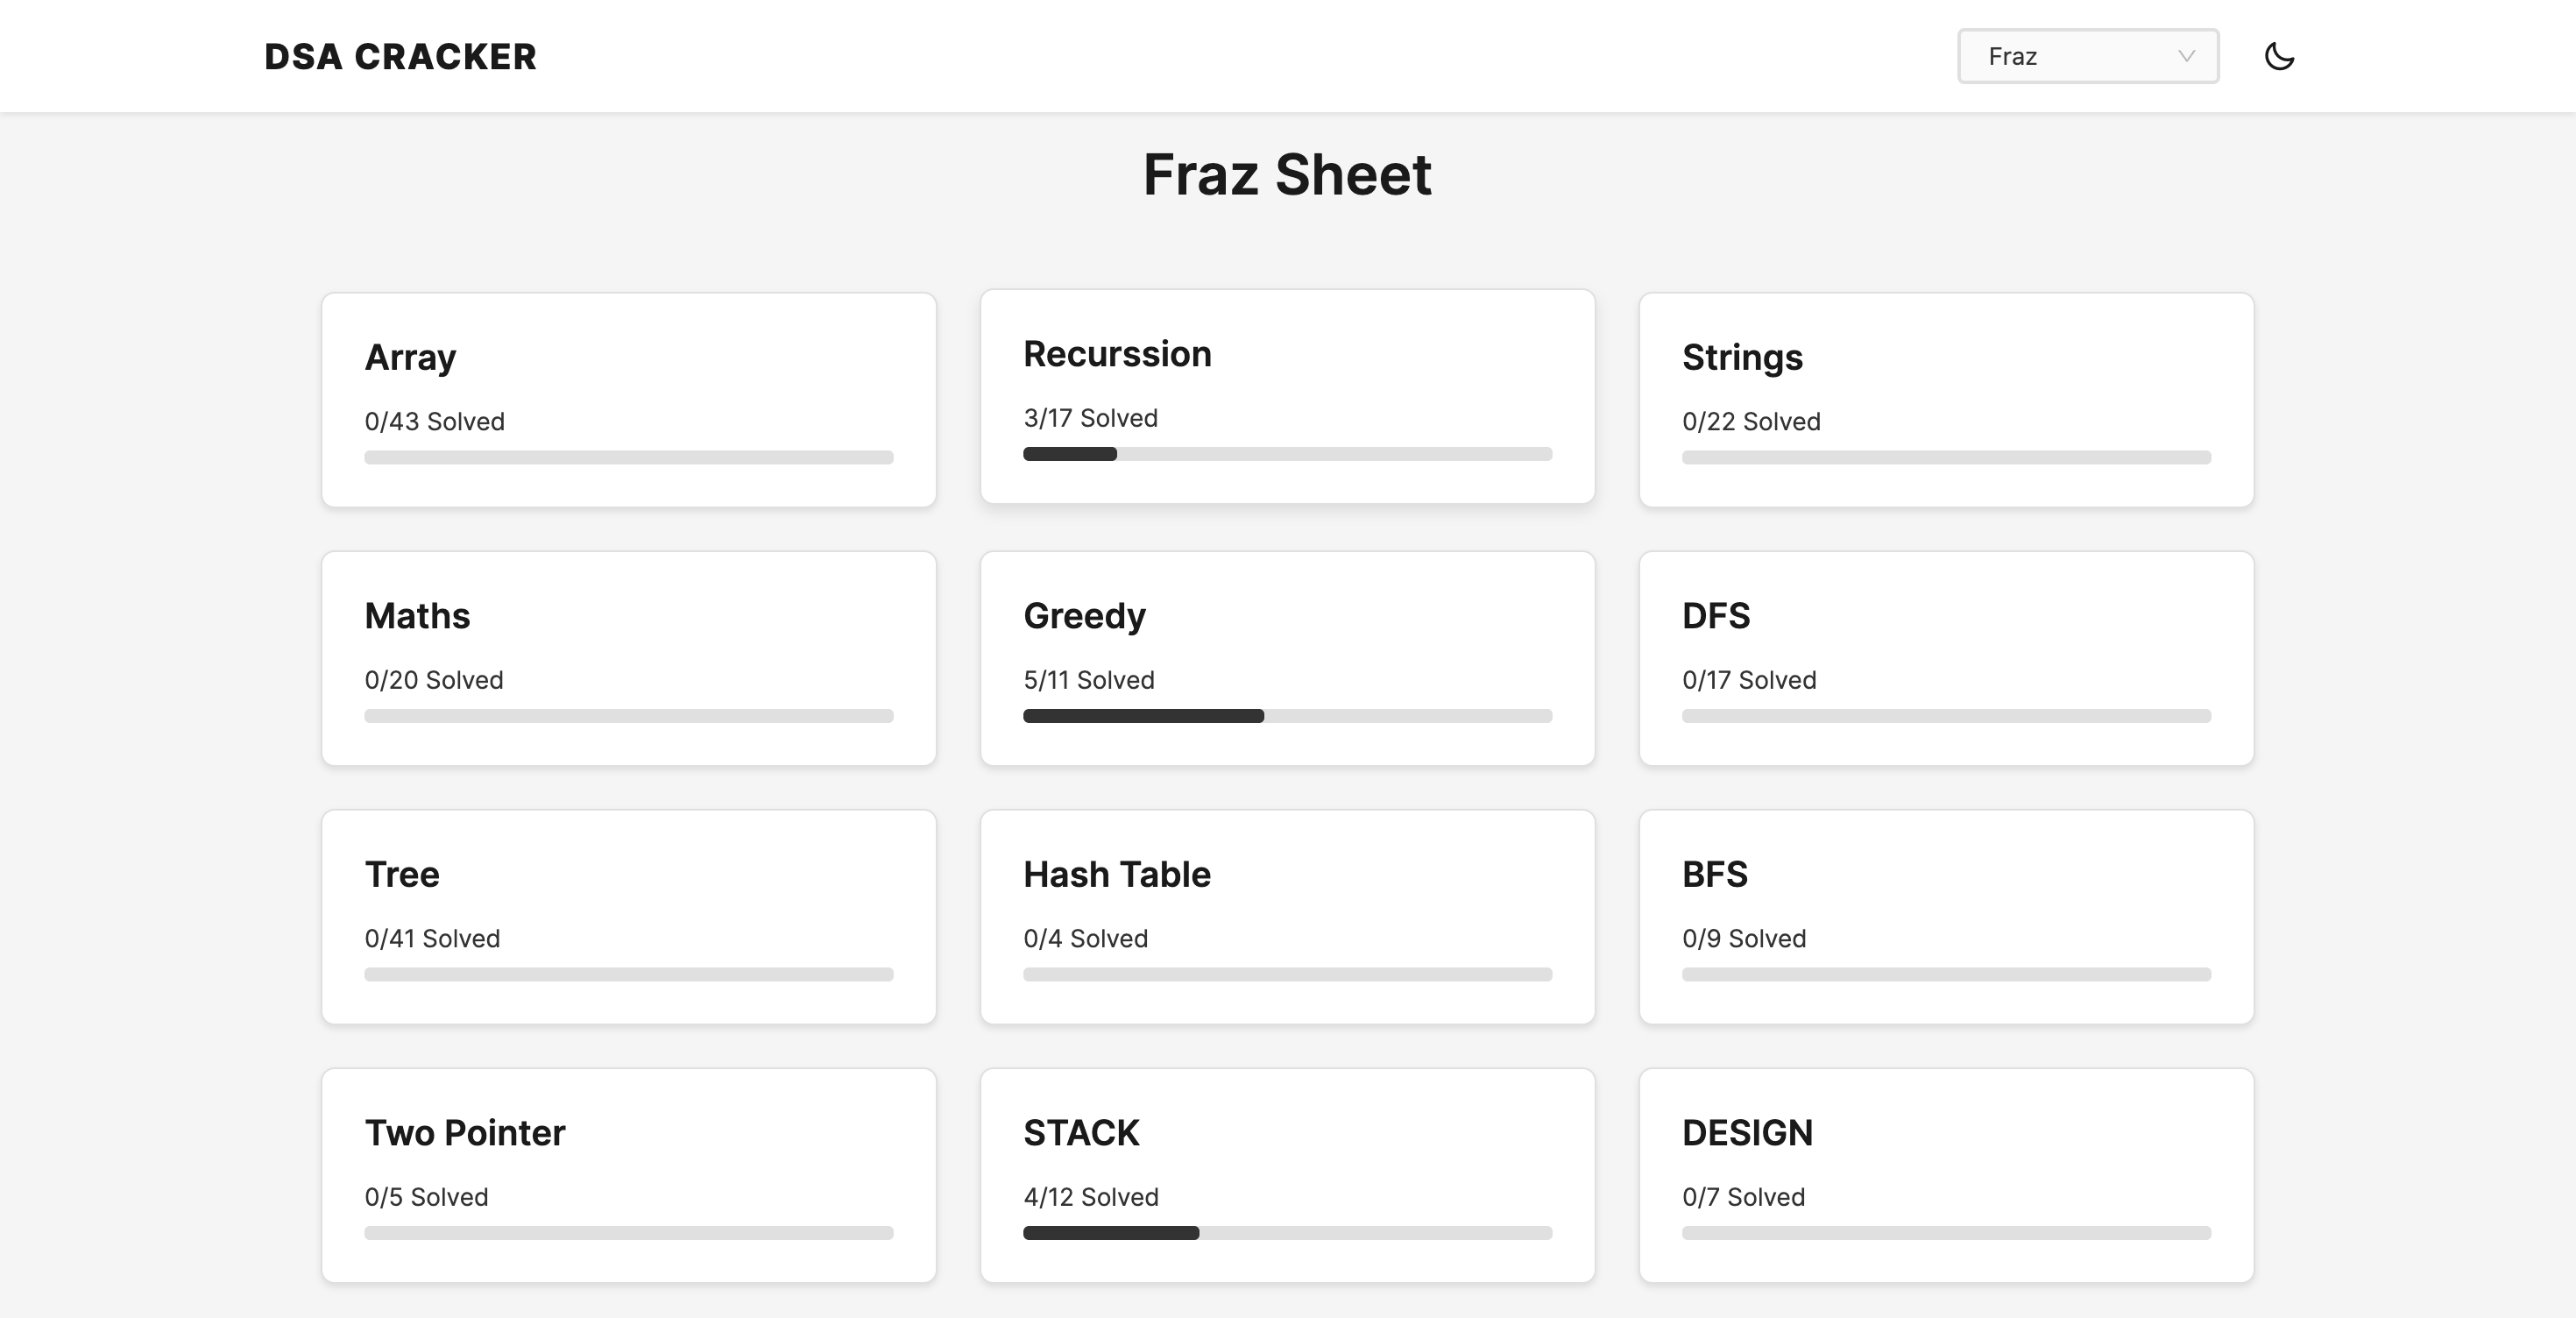 DSA CRACKER
Fraz
Fraz Sheet
Array
0/43 Solved
Recurssion
3/17 Solved
Strings
0/22 Solved
Maths
0/20 Solved
Greedy
5/11 Solved
DFS
0/17 Solved
Tree
0/41 Solved
Hash Table
0/4 Solved
BFS
0/9 Solved
Two Pointer
0/5 Solved
STACK
4/12 Solved
DESIGN
0/7 Solved